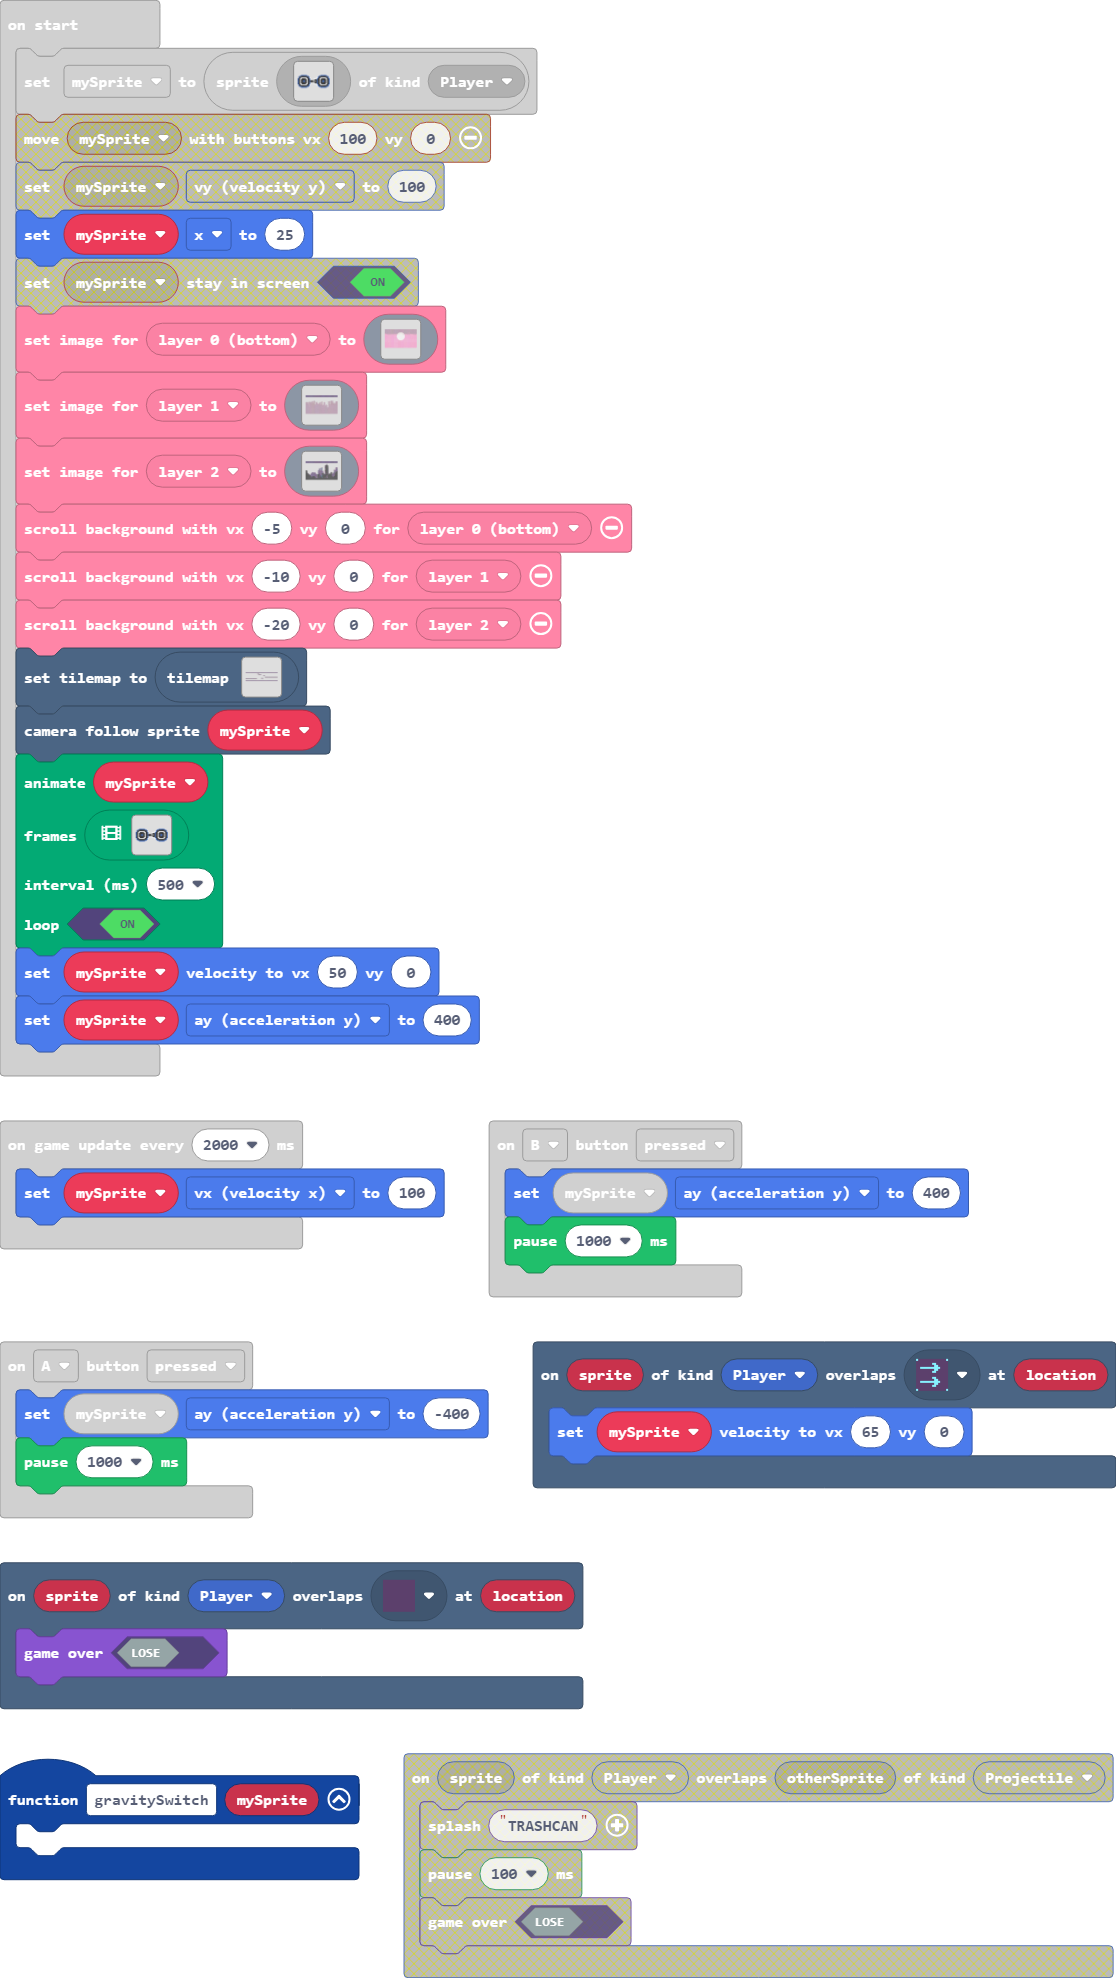 on start
set mySprite to sprite of kind Player
move mySprite with buttons vx 100 vy 0
set mySprite vy (velocity y) to 100
set mySprite x to 25
set mySprite stay in screen ON
set image for layer 0 (bottom) to
set image for layer 1 to
set image for layer 2 to
scroll background with vx -5 vy 0 for layer 0 (bottom)
scroll background with vx -10 vy 0 for layer 1
scroll background with vx -20 vy 0 for layer 2
set tilemap to tilemap
camera follow sprite mySprite
animate mySprite
frames
interval (ms) 500
loop ON
set mySprite velocity to vx 50 vy 0
set mySprite ay (acceleration y) to 400
on game update every 2000 ms
set mySprite vx (velocity x) to 100
on B button pressed
set mySprite ay (acceleration y) to 400
pause 1000 ms
on A button pressed
set mySprite ay (acceleration y) to -400
pause 1000 ms
on sprite of kind Player overlaps at location
set mySprite velocity to vx 65 vy 0
on sprite of kind Player overlaps at location
game over LOSE
function gravitySwitch mySprite
on sprite of kind Player overlaps otherSprite of kind Projectile
splash "TRASHCAN"
pause 100 ms
game over LOSE